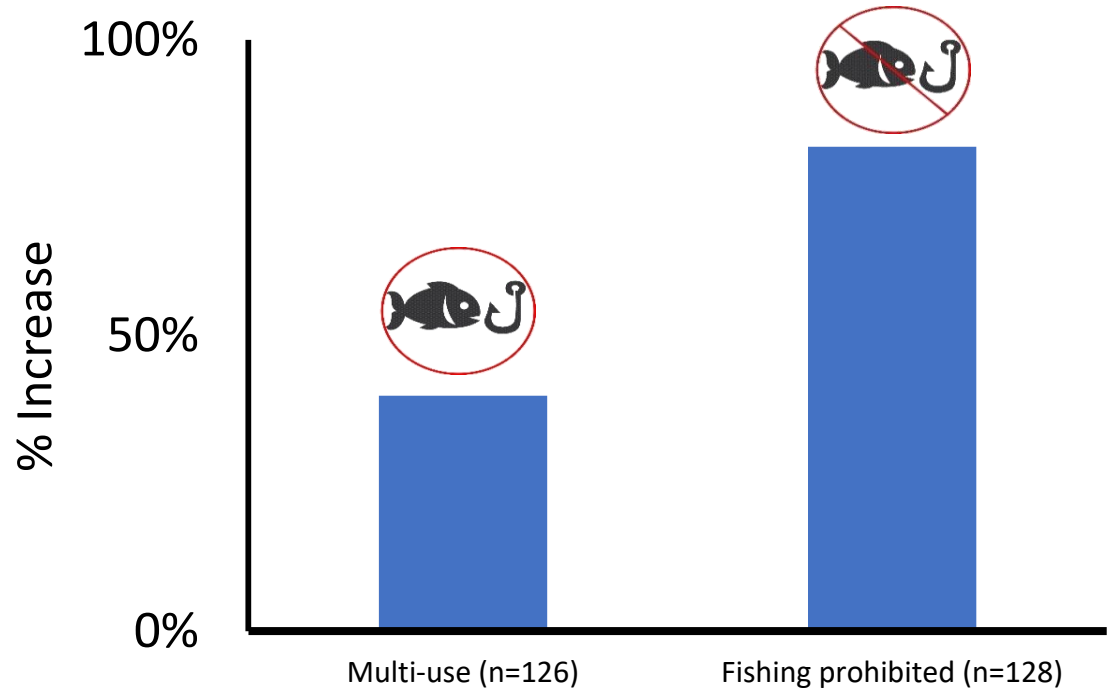 100%
50%
0%
% Increase
Multi-use (n=126)
Fishing prohibited (n=128)